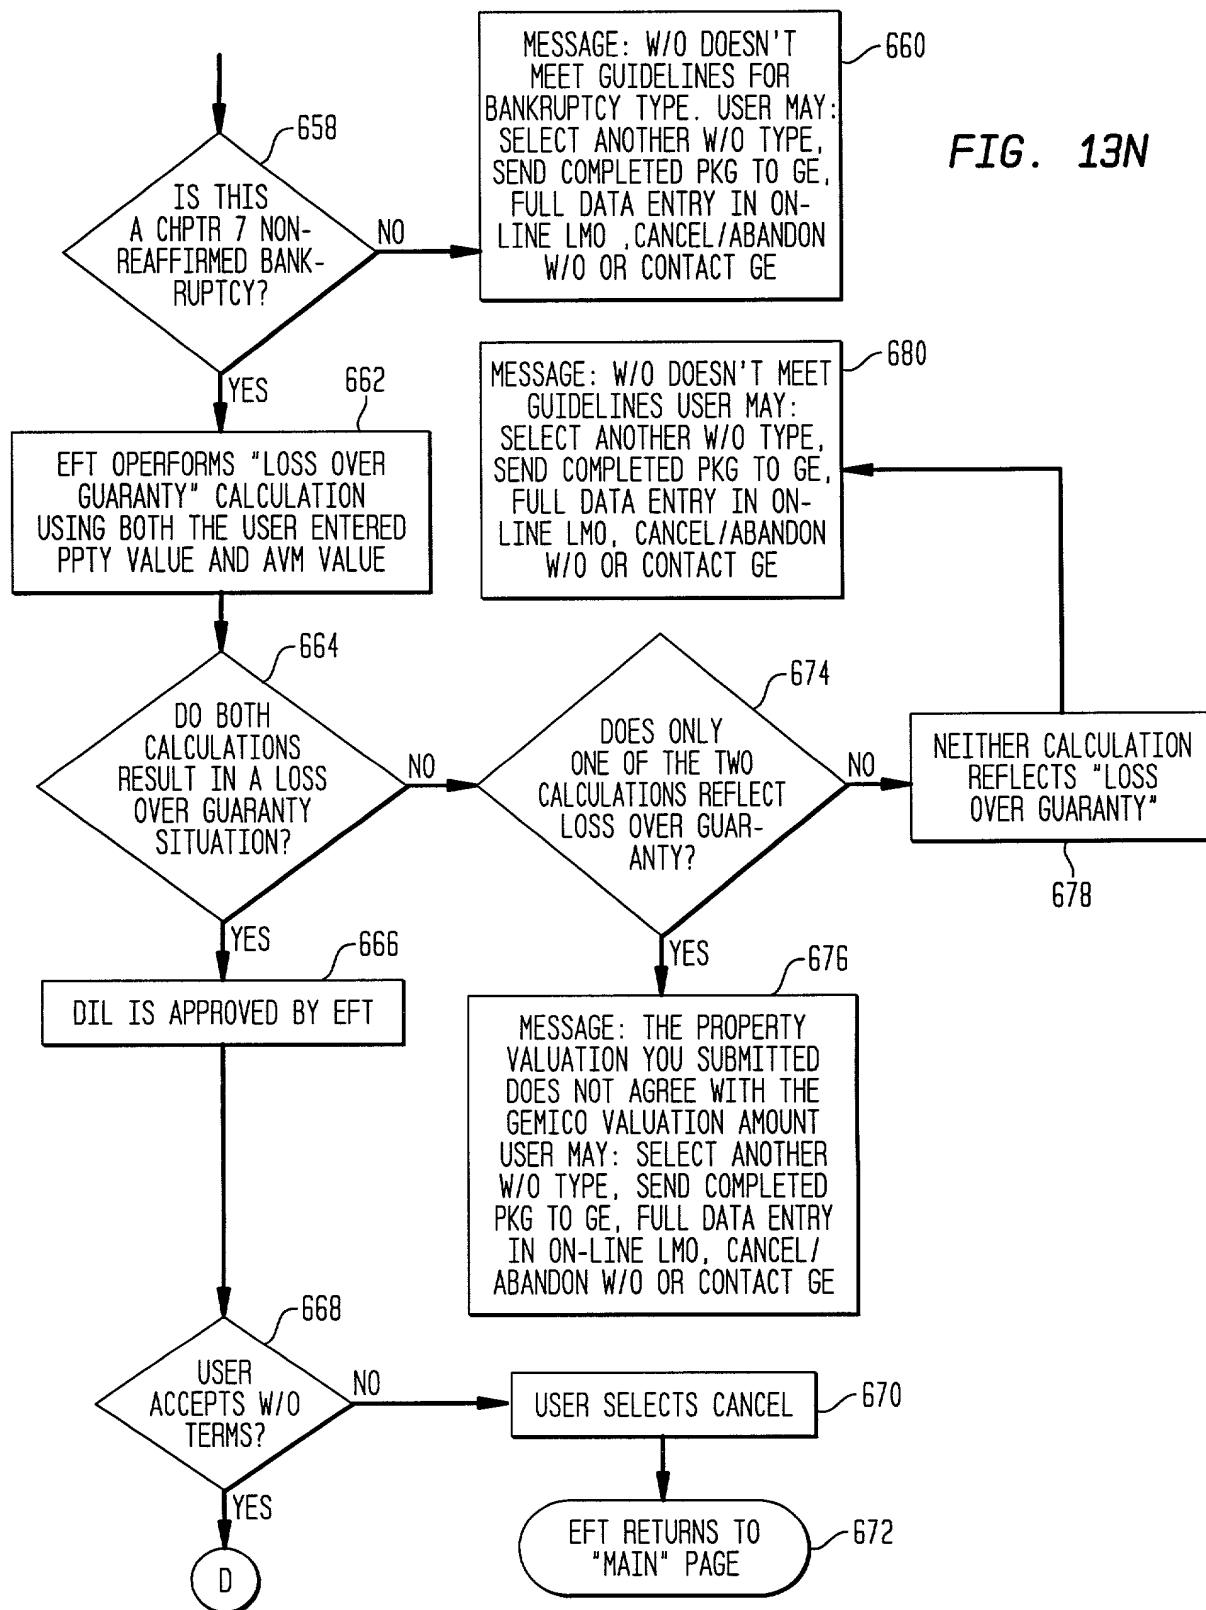 MESSAGE: W/O DOESN'T
MEET GUIDELINES FOR
BANKRUPTCY TYPE. USER MAY:
SELECT ANOTHER W/O TYPE,
SEND COMPLETED PKG TO GE,
FULL DATA ENTRY IN ON-
LINE LMO ,CANCEL/ABANDON
W/O OR CONTACT GE
660
FIG. 13N
658
IS THIS
A CHPTR 7 NON-
REAFFIRMED BANK-
RUPTCY?
NO
YES
680
MESSAGE: W/O DOESN'T MEET
GUIDELINES USER MAY:
SELECT ANOTHER W/O TYPE,
SEND COMPLETED PKG TO GE,
FULL DATA ENTRY IN ON-
LINE LMO, CANCEL/ABANDON
W/O OR CONTACT GE
662
EFT OPERFORMS "LOSS OVER
GUARANTY" CALCULATION
USING BOTH THE USER ENTERED
PPTY VALUE AND AVM VALUE
664
DO BOTH
CALCULATIONS
RESULT IN A LOSS
OVER GUARANTY
SITUATION?
NO
YES
674
DOES ONLY
ONE OF THE TWO
CALCULATIONS REFLECT
LOSS OVER GUAR-
ANTY?
NO
YES
NEITHER CALCULATION
REFLECTS "LOSS
OVER GUARANTY"
678
666
DIL IS APPROVED BY EFT
676
MESSAGE: THE PROPERTY
VALUATION YOU SUBMITTED
DOES NOT AGREE WITH THE
GEMICO VALUATION AMOUNT
USER MAY: SELECT ANOTHER
W/O TYPE, SEND COMPLETED
PKG TO GE, FULL DATA ENTRY
IN ON-LINE LMO, CANCEL/
ABANDON W/O OR CONTACT GE
668
USER
ACCEPTS W/O
TERMS?
NO
YES
USER SELECTS CANCEL
670
EFT RETURNS TO
"MAIN" PAGE
672
D